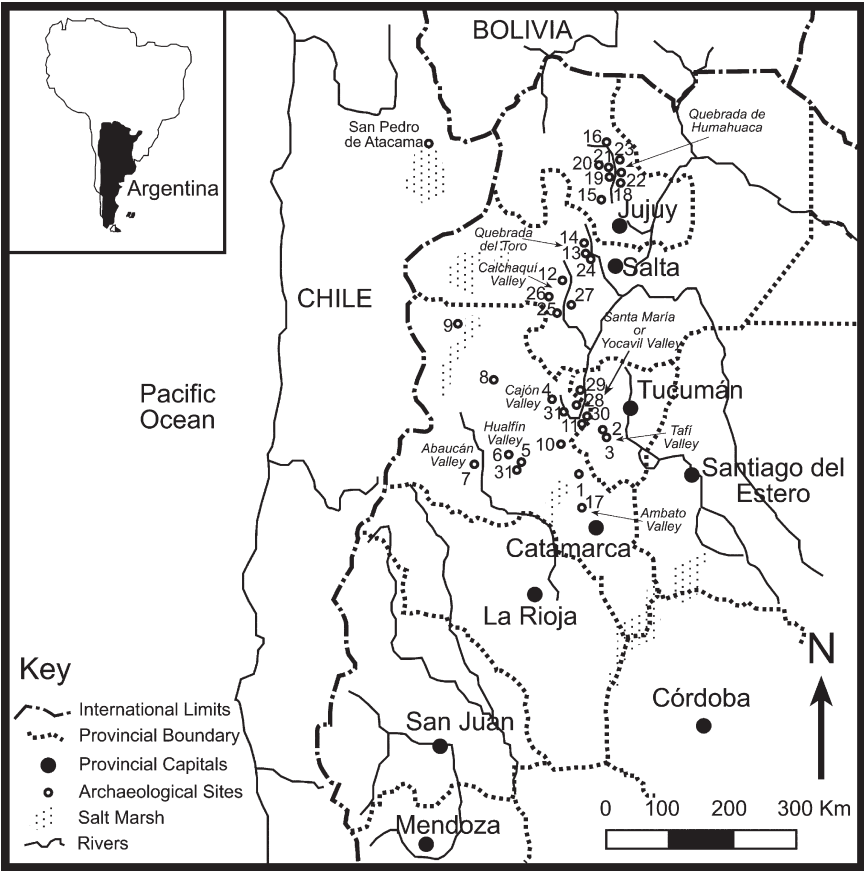 BOLIVIA
Argentina
San Pedro
de Atacama
Quebrada de
Humahuaca
16
23
21
20
19
22
15
18
Jujuy
Quebrada
del Toro
14
13
24
Salta
Calchaquí
Valley
12
26
27
25
CHILE
9
Santa María
or
Yocavil Valley
8
Pacific
Ocean
Cajón
Valley
4
29
28
31
30
11
Tucumán
2
3
Tafí
Valley
Hualfín
Valley
10
Abaucán
Valley
6
5
7
31
Santiago del
Estero
1
17
Ambato
Valley
Catamarca
La Rioja
N
Córdoba
San Juan
Mendoza
Key
International Limits
Provincial Boundary
Provincial Capitals
Archaeological Sites
Salt Marsh
Rivers
0 100 200 300 Km